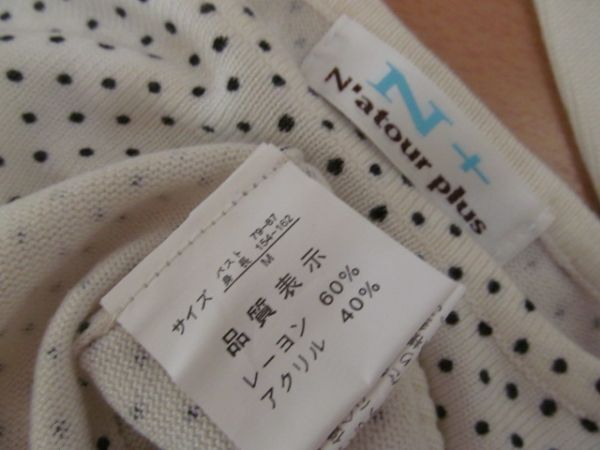 N+
N'atour plus
サイズ
ベスト 79-87
身長 154-162
M
品質表示
レーヨン 60%
アクリル 40%